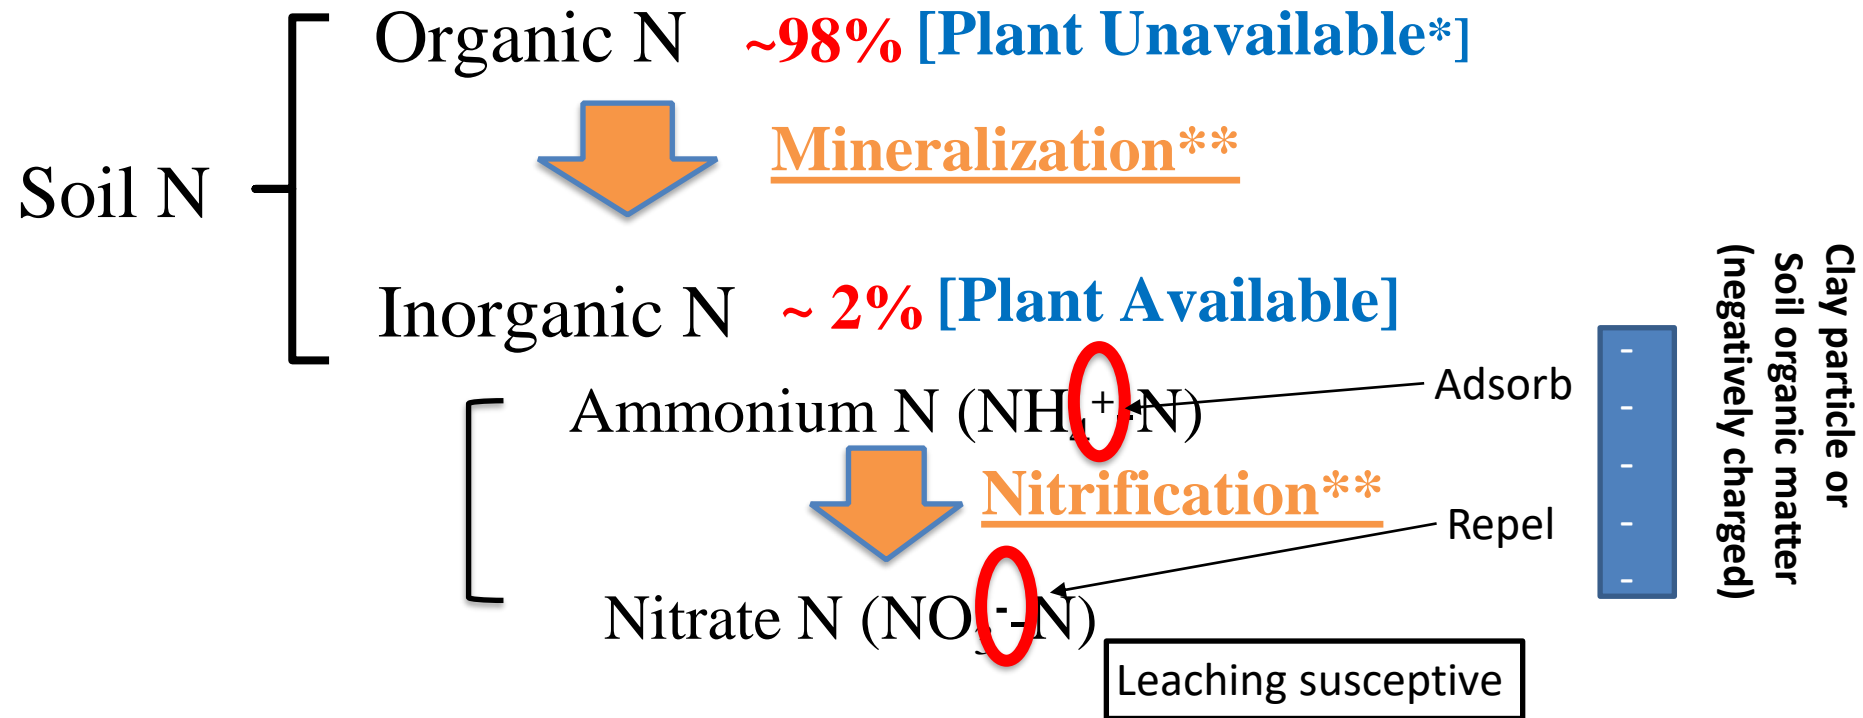 Organic N ~98% [Plant Unavailable*]
Mineralization**
Soil N
Inorganic N ~ 2% [Plant Available]
Ammonium N (NH₄⁺-N)
Adsorb
Nitrification**
Repel
Nitrate N (NO₃⁻-N)
Leaching susceptive
Clay particle or
Soil organic matter
(negatively charged)
-
-
-
-
-